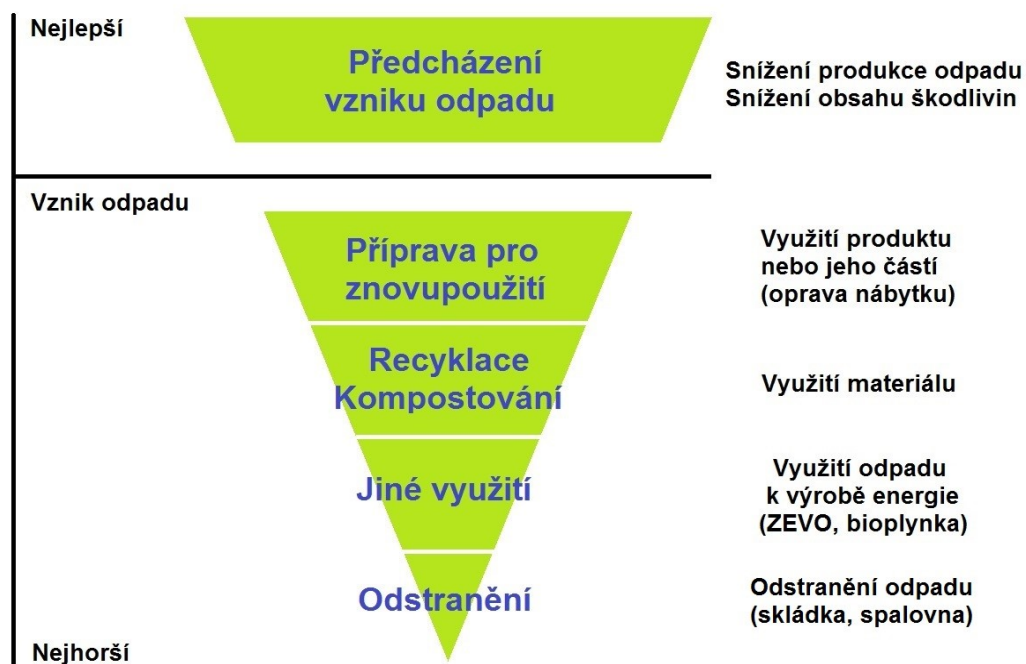 Nejlepší
Předcházení
vzniku odpadu
Snížení produkce odpadu
Snížení obsahu škodlivin
Vznik odpadu
Příprava pro
znovupoužití
Využití produktu
nebo jeho částí
(oprava nábytku)
Recyklace
Kompostování
Využití materiálu
Jiné využití
Využití odpadu
k výrobě energie
(ZEVO, bioplynka)
Odstranění
Odstranění odpadu
(skládka, spalovna)
Nejhorší